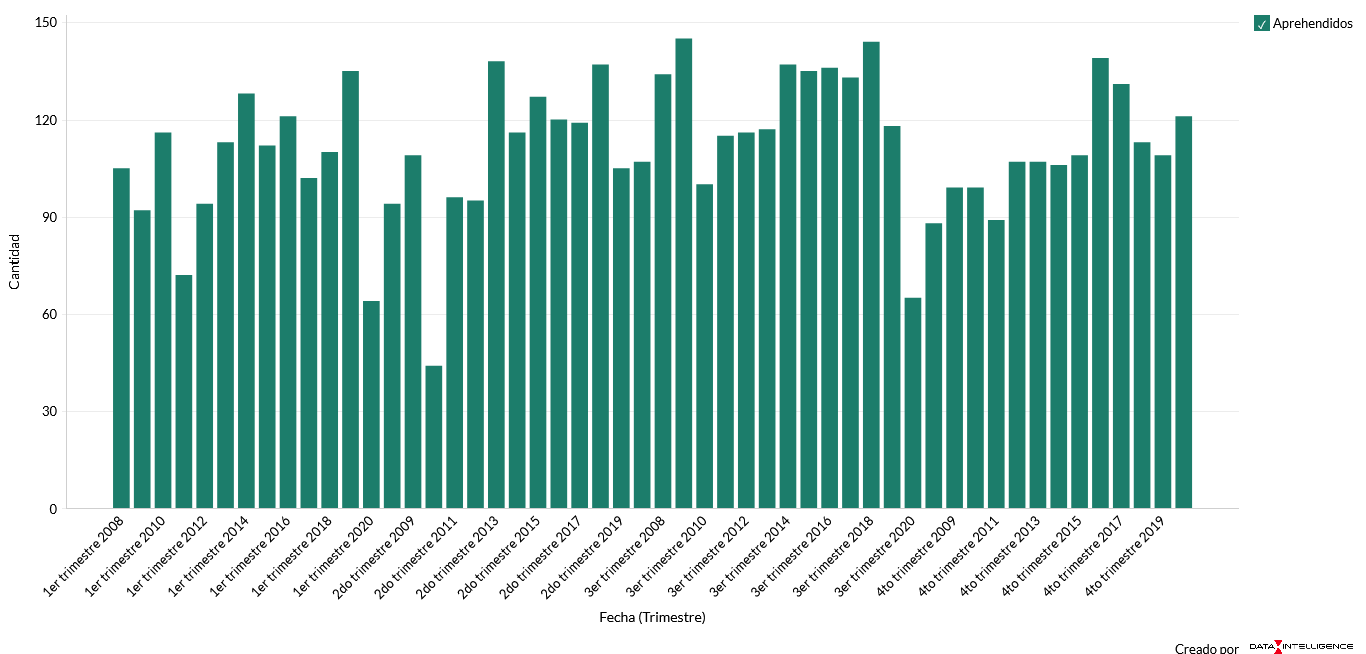 150
120
90
60
30
0
Cantidad
Aprehendidos
1er trimestre 2008
1er trimestre 2010
1er trimestre 2012
1er trimestre 2014
1er trimestre 2016
1er trimestre 2018
1er trimestre 2020
2do trimestre 2009
2do trimestre 2011
2do trimestre 2013
2do trimestre 2015
2do trimestre 2017
2do trimestre 2019
3er trimestre 2008
3er trimestre 2010
3er trimestre 2012
3er trimestre 2014
3er trimestre 2016
3er trimestre 2018
3er trimestre 2020
4to trimestre 2009
4to trimestre 2011
4to trimestre 2013
4to trimestre 2015
4to trimestre 2017
4to trimestre 2019
Fecha (Trimestre)
Creado por DATA INTELLIGENCE